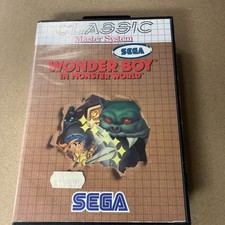 CLASSIC
Master System
SEGA
WONDER BOY
IN MONSTER WORLD
SEGA